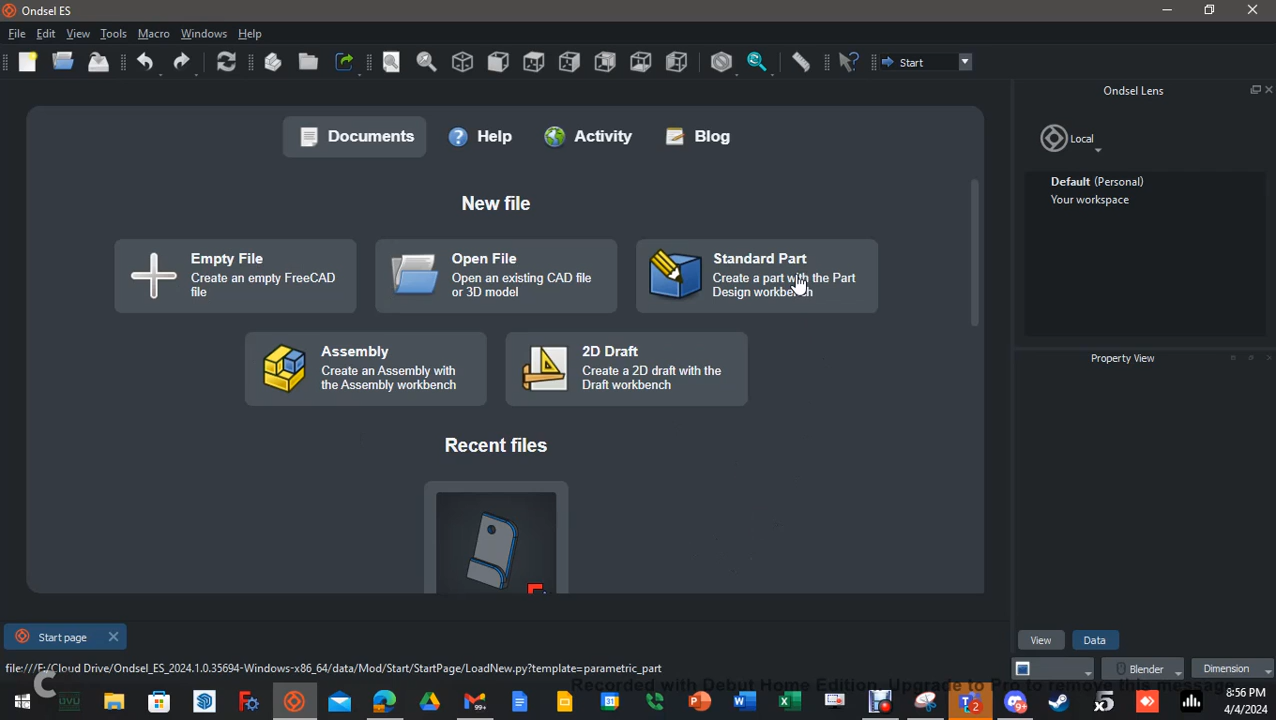 Ondsel ES
File Edit View Tools Macro Windows Help
Start
Documents Help Activity Blog
New file
Empty File
Create an empty FreeCAD
file
Open File
Open an existing CAD file
or 3D model
Standard Part
Create a part with the Part
Design workbench
Assembly
Create an Assembly with
the Assembly workbench
2D Draft
Create a 2D draft with the
Draft workbench
Recent files
Ondsel Lens
Local
Default (Personal)
Your workspace
Property View
View Data
Start page
file:///F:/Cloud Drive/Ondsel_ES_2024.1.0.35694-Windows-x86_64/data/Mod/Start/StartPage/LoadNew.py?template=parametric_part
Blender Dimension
Recorded with Debut Home Edition. Upgrade to Pro to remove this message.
UVU
99+
31
2
x5
8:56 PM
4/4/2024